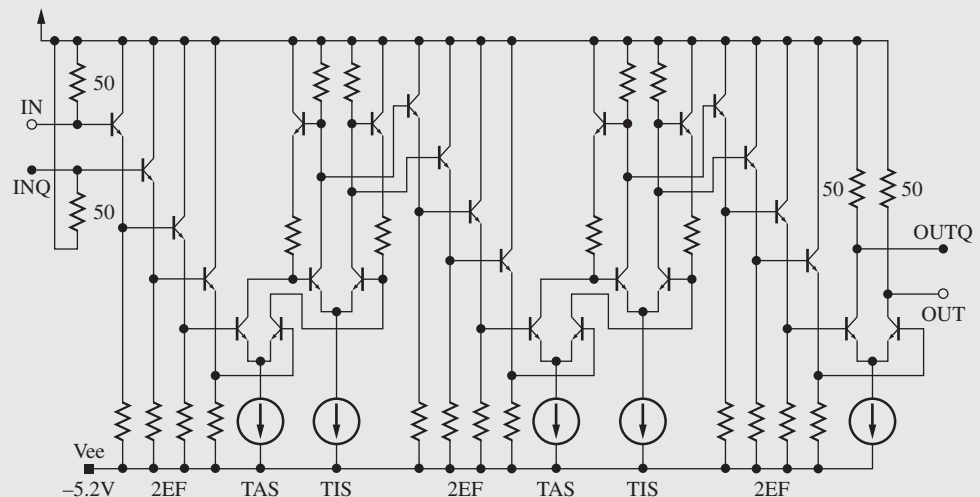 50
IN
INQ
50
50
50
OUTQ
OUT
Vee
–5.2V
2EF
TAS
TIS
2EF
TAS
TIS
2EF